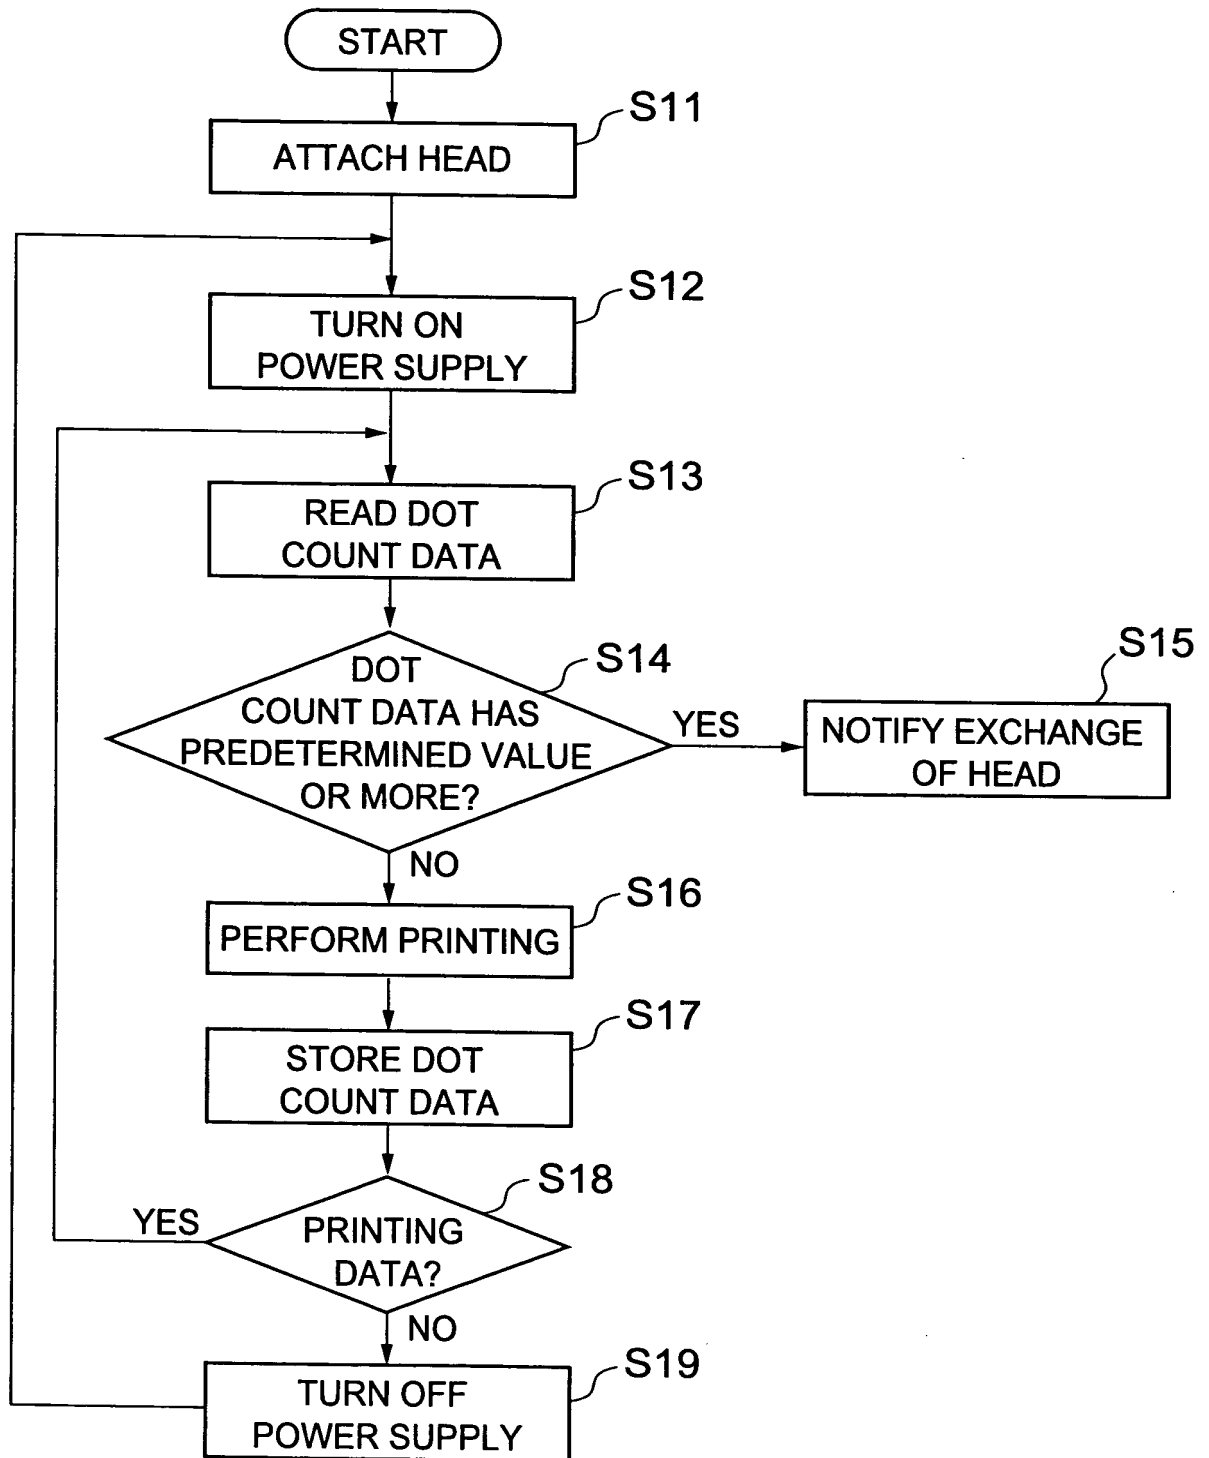 START
S11
ATTACH HEAD
S12
TURN ON
POWER SUPPLY
S13
READ DOT
COUNT DATA
S14
DOT
COUNT DATA HAS
PREDETERMINED VALUE
OR MORE?
YES
S15
NOTIFY EXCHANGE
OF HEAD
NO
S16
PERFORM PRINTING
S17
STORE DOT
COUNT DATA
S18
YES
PRINTING
DATA?
NO
S19
TURN OFF
POWER SUPPLY